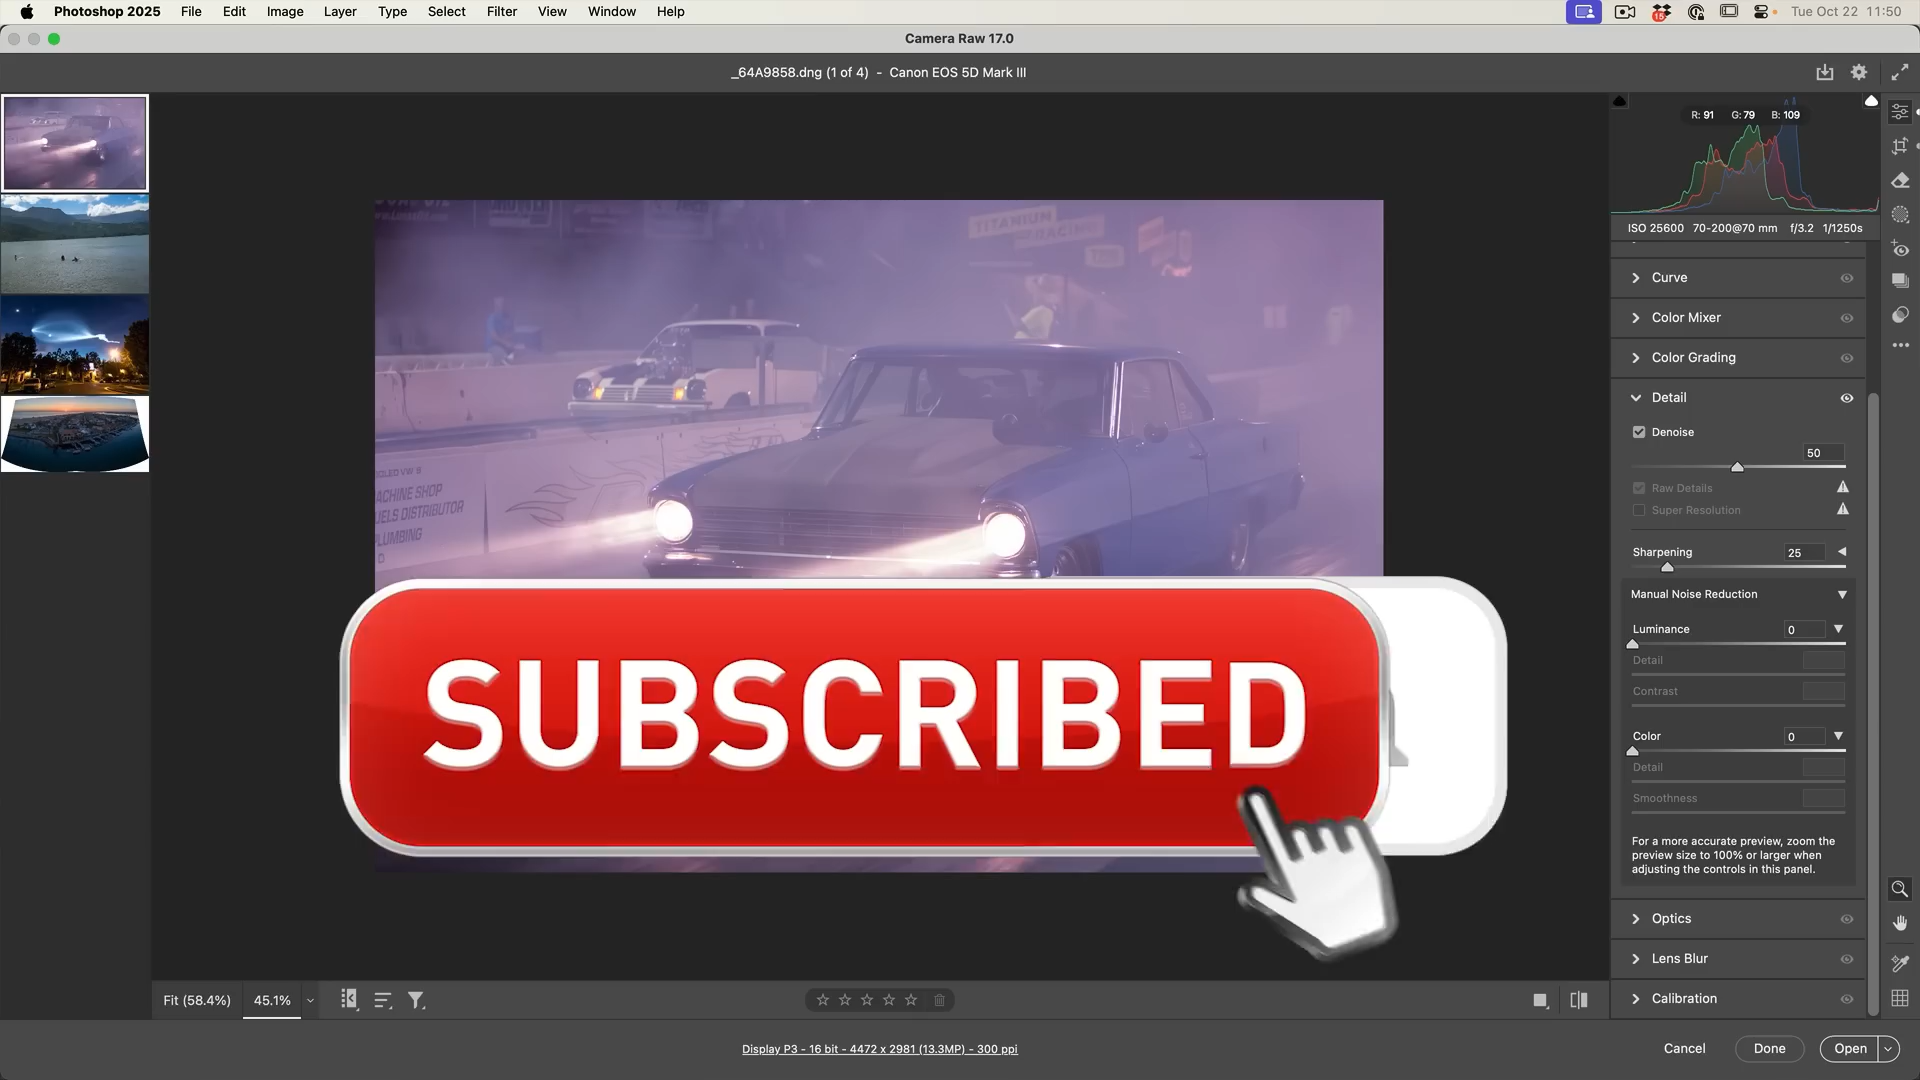 Photoshop 2025 File Edit Image Layer Type Select Filter View Window Help 15 Tue Oct 22 11:50
Camera Raw 17.0
_64A9858.dng (1 of 4) - Canon EOS 5D Mark III
R: 91 G: 79 B: 109
ISO 25600 70-200@70 mm f/3.2 1/1250s
Curve
Color Mixer
Color Grading
Detail
Denoise
50
Raw Details
Super Resolution
Sharpening 25
Manual Noise Reduction
Luminance 0
Detail
Contrast
Color 0
Detail
Smoothness
For a more accurate preview, zoom the
preview size to 100% or larger when
adjusting the controls in this panel.
Optics
Lens Blur
Calibration
TITANIUM
RACING
MACHINE SHOP
FUELS DISTRIBUTOR
PLUMBING
SUBSCRIBED
Fit (58.4%) 45.1%
Display P3 - 16 bit - 4472 x 2981 (13.3MP) - 300 ppi
Cancel Done Open